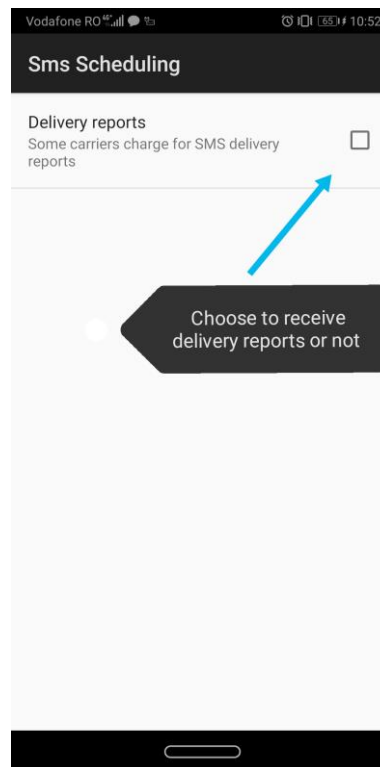 Vodafone RO 10:52
65
Sms Scheduling
Delivery reports
Some carriers charge for SMS delivery
reports
Choose to receive
delivery reports or not